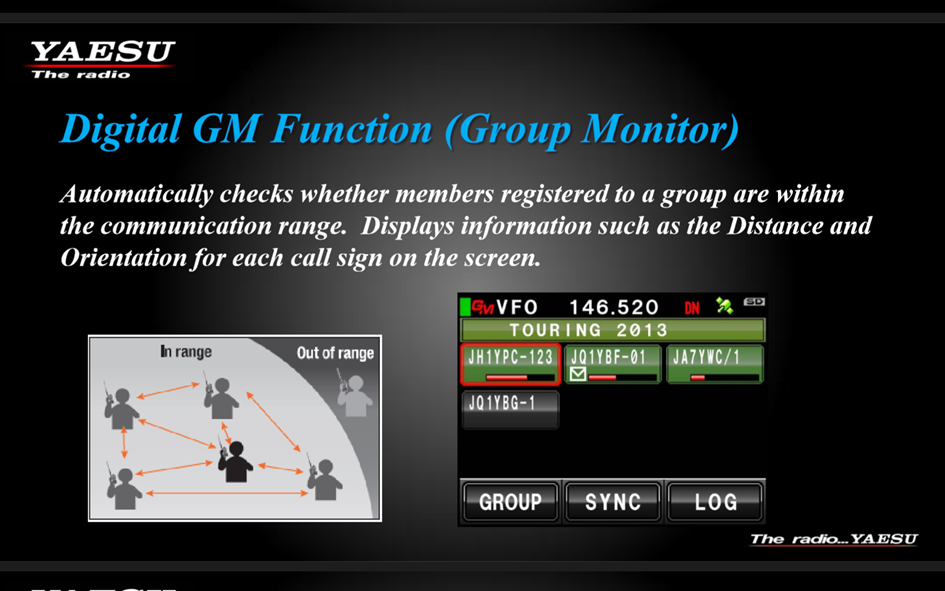 YAESU
The radio
Digital GM Function (Group Monitor)
Automatically checks whether members registered to a group are within
the communication range.  Displays information such as the Distance and
Orientation for each call sign on the screen.
In range
Out of range
GM VFO 146.520 DN SD
TOURING 2013
JH1YPC-123 JQ1YBF-01 JA7YWC/1
JQ1YBG-1
GROUP SYNC LOG
The radio...YAESU